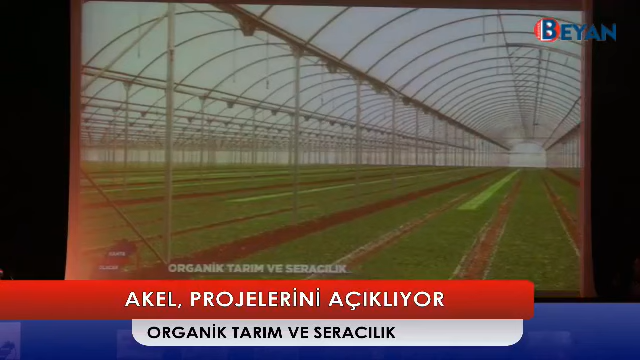 BEYAN
ORGANİK TARIM VE SERACILIK..
AKEL, PROJELERİNİ AÇIKLIYOR
ORGANİK TARIM VE SERACILIK